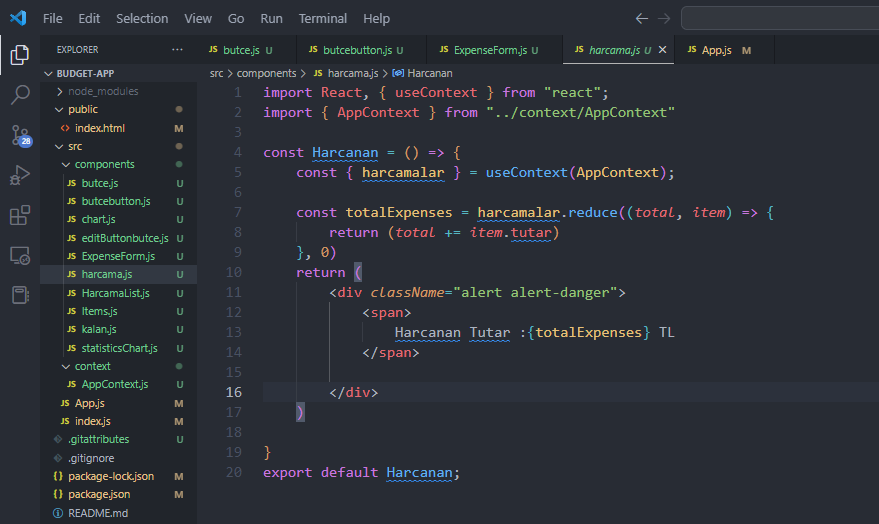 File Edit Selection View Go Run Terminal Help
EXPLORER ...
butce.js U butcebutton.js U ExpenseForm.js U harcama.js U App.js M
BUDGET-APP
src > components > JS harcama.js > Harcanan
node_modules
public
index.html M
src
components
JS butce.js U
JS butcebutton.js U
JS chart.js U
JS editButtonbutce.js U
JS ExpenseForm.js U
JS harcama.js U
JS HarcamaList.js U
JS Items.js U
JS kalan.js U
JS statisticsChart.js U
context
JS AppContext.js U
JS App.js M
JS index.js M
.gitattributes U
.gitignore
{} package-lock.json M
{} package.json M
README.md
28
1 import React, { useContext } from "react";
2 import { AppContext } from "../context/AppContext"
3
4 const Harcanan = () => {
5 const { harcamalar } = useContext(AppContext);
6
7 const totalExpenses = harcamalar.reduce((total, item) => {
8 return (total += item.tutar)
9 }, 0)
10 return (
11 <div className="alert alert-danger">
12 <span>
13 Harcanan Tutar :{totalExpenses} TL
14 </span>
15
16 </div>
17 )
18
19 }
20 export default Harcanan;